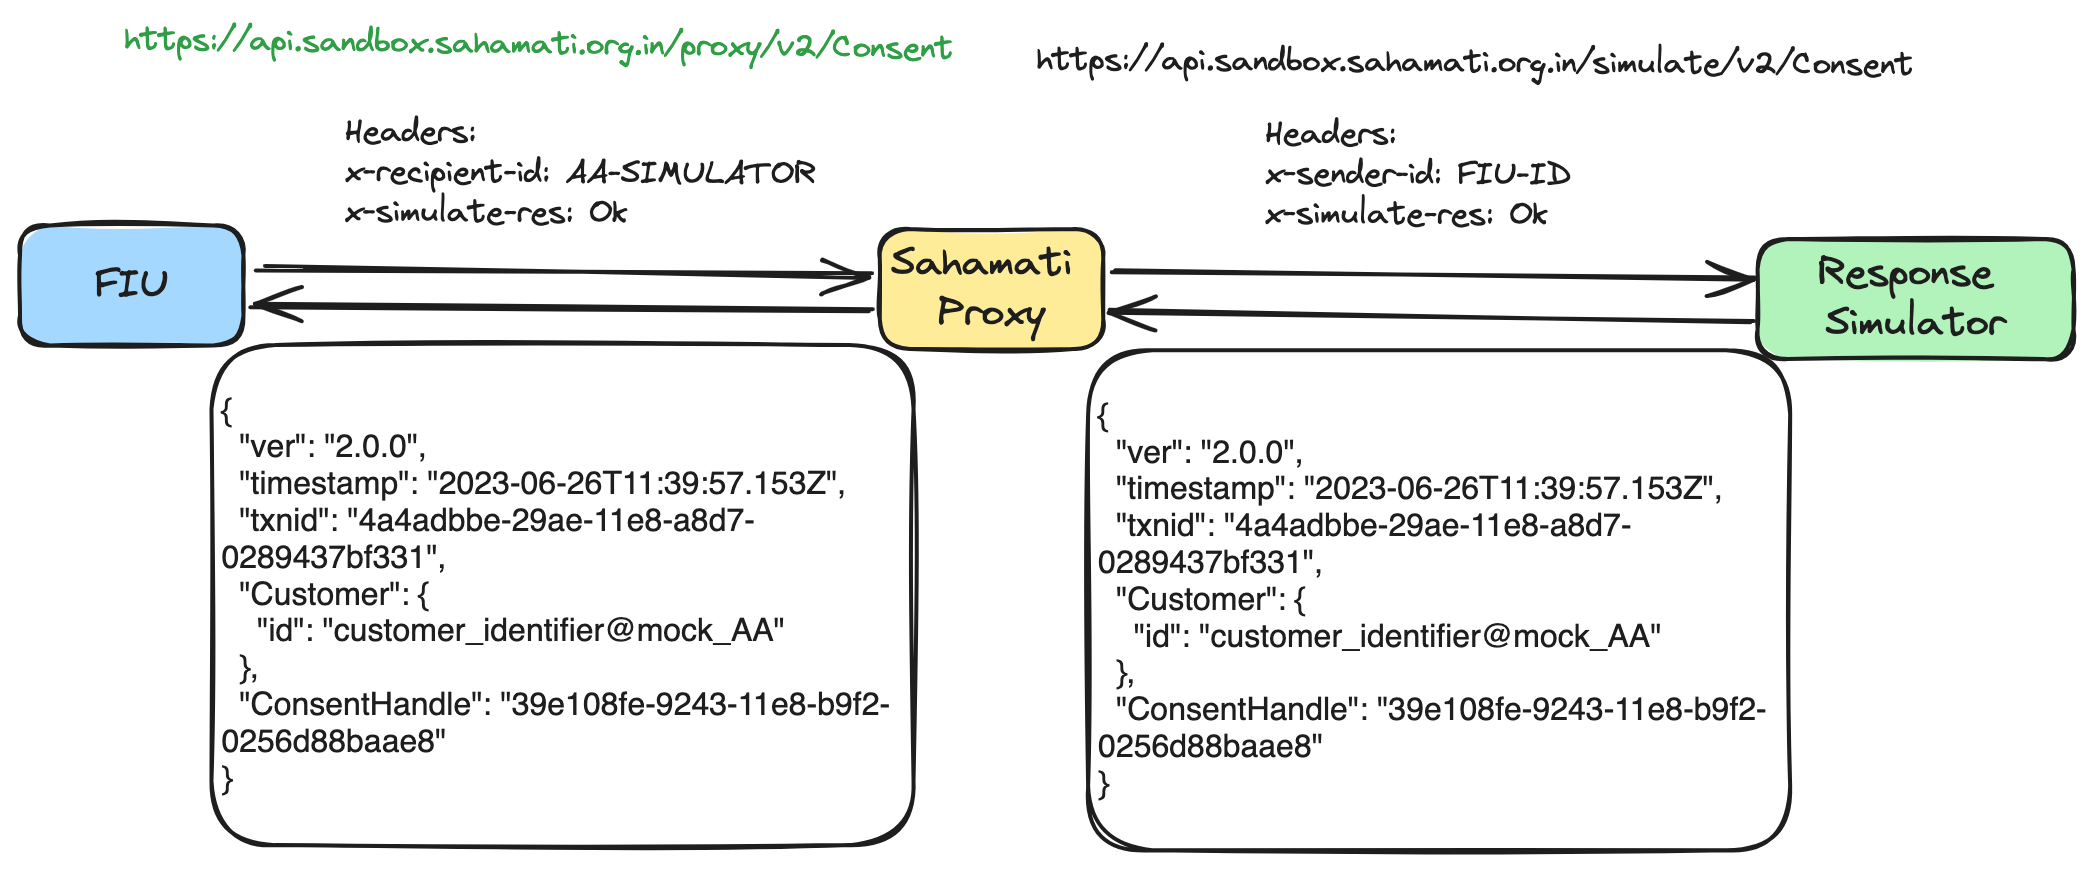 https://api.sandbox.sahamati.org.in/proxy/v2/Consent
https://api.sandbox.sahamati.org.in/simulate/v2/Consent
Headers:
x-recipient-id: AA-SIMULATOR
x-simulate-res: Ok
Headers:
x-sender-id: FIU-ID
x-simulate-res: Ok
FIU
Sahamati
Proxy
Response
Simulator
{
"ver": "2.0.0",
"timestamp": "2023-06-26T11:39:57.153Z",
"txnid": "4a4adbbe-29ae-11e8-a8d7-
0289437bf331",
"Customer": {
"id": "customer_identifier@mock_AA"
},
"ConsentHandle": "39e108fe-9243-11e8-b9f2-
0256d88baae8"
}
{
"ver": "2.0.0",
"timestamp": "2023-06-26T11:39:57.153Z",
"txnid": "4a4adbbe-29ae-11e8-a8d7-
0289437bf331",
"Customer": {
"id": "customer_identifier@mock_AA"
},
"ConsentHandle": "39e108fe-9243-11e8-b9f2-
0256d88baae8"
}